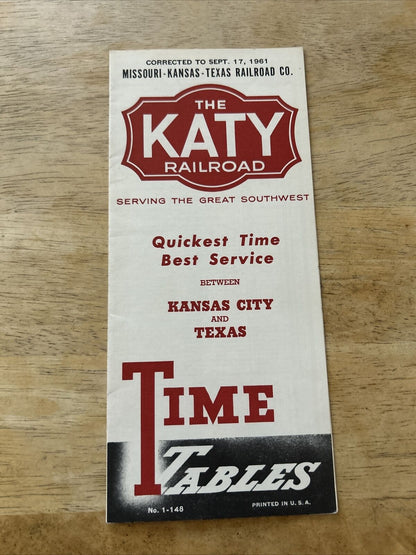 CORRECTED TO SEPT. 17, 1961
MISSOURI-KANSAS-TEXAS RAILROAD CO.
THE
KATY
RAILROAD
SERVING THE GREAT SOUTHWEST
Quickest Time
Best Service
BETWEEN
KANSAS CITY
AND
TEXAS
TIME
TABLES
No. 1-148
PRINTED IN U. S. A.